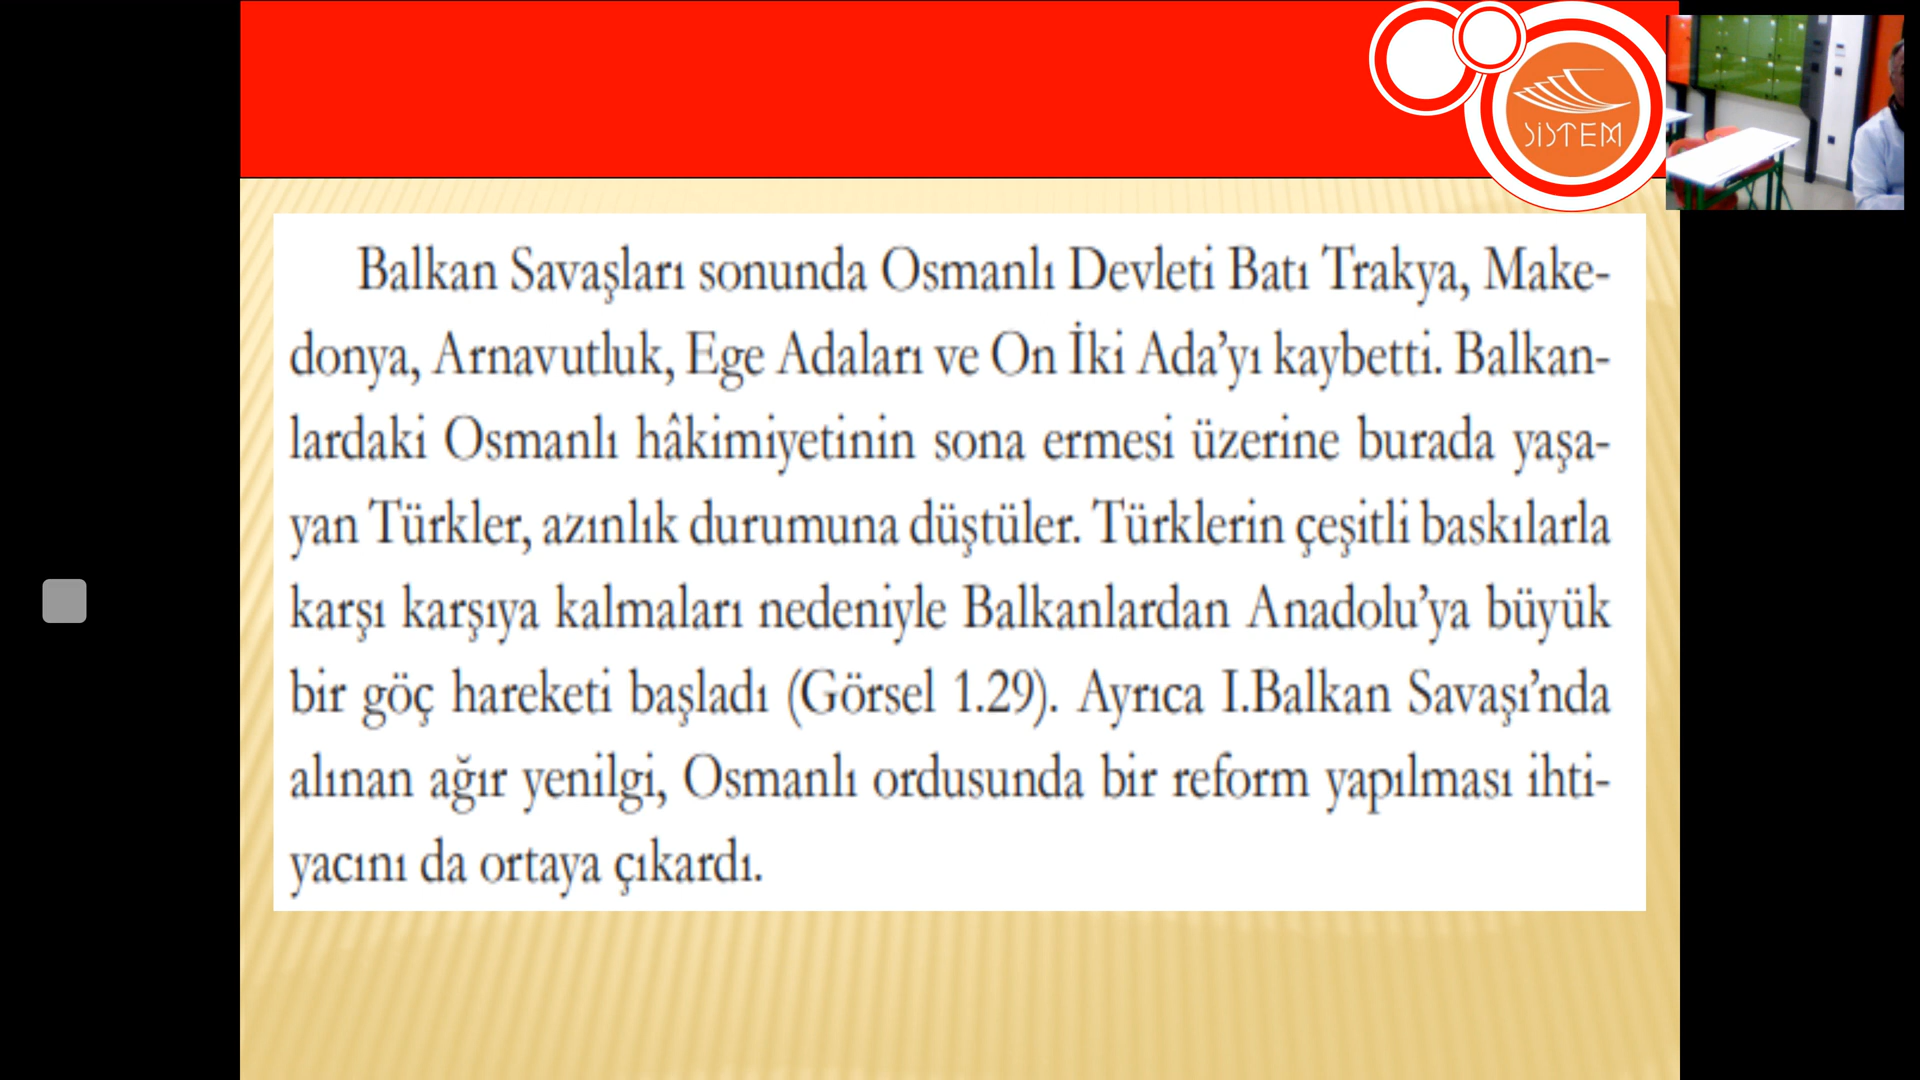 SİSTEM
Balkan Savaşları sonunda Osmanlı Devleti Batı Trakya, Make-
donya, Arnavutluk, Ege Adaları ve On İki Ada’yı kaybetti. Balkan-
lardaki Osmanlı hâkimiyetinin sona ermesi üzerine burada yaşa-
yan Türkler, azınlık durumuna düştüler. Türklerin çeşitli baskılarla
karşı karşıya kalmaları nedeniyle Balkanlardan Anadolu’ya büyük
bir göç hareketi başladı (Görsel 1.29). Ayrıca I.Balkan Savaşı’nda
alınan ağır yenilgi, Osmanlı ordusunda bir reform yapılması ihti-
yacını da ortaya çıkardı.